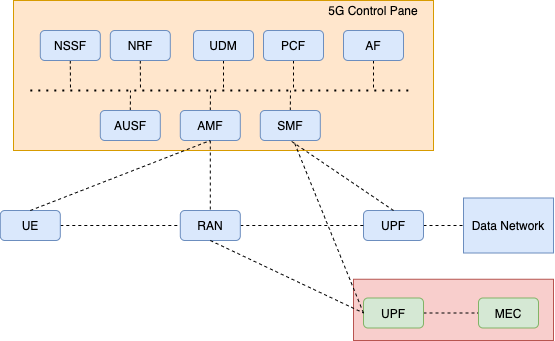 5G Control Pane
NSSF
NRF
UDM
PCF
AF
AUSF
AMF
SMF
UE
RAN
UPF
Data Network
UPF
MEC